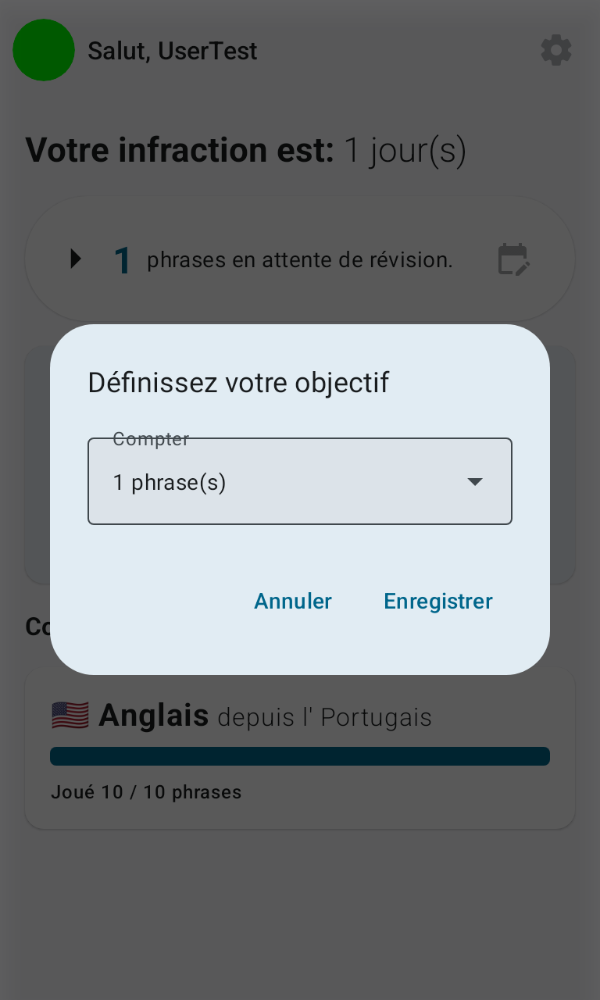 Salut, UserTest
Votre infraction est: 1 jour(s)
1 phrases en attente de révision.
Définissez votre objectif
Compter
1 phrase(s)
Annuler Enregistrrer
Co
Anglais depuis l' Portugais
Joué 10 / 10 phrases